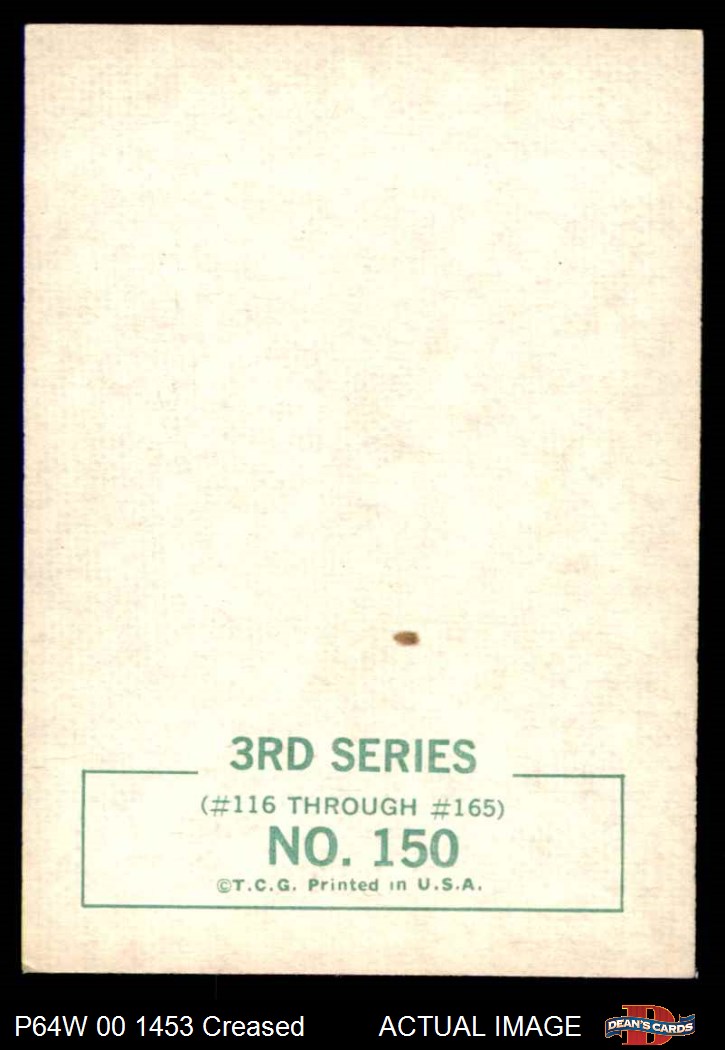 3RD SERIES
(#116 THROUGH #165)
NO. 150
©T.C.G. Printed in U.S.A.
P64W 00 1453 Creased
ACTUAL IMAGE
DEAN'S CARDS